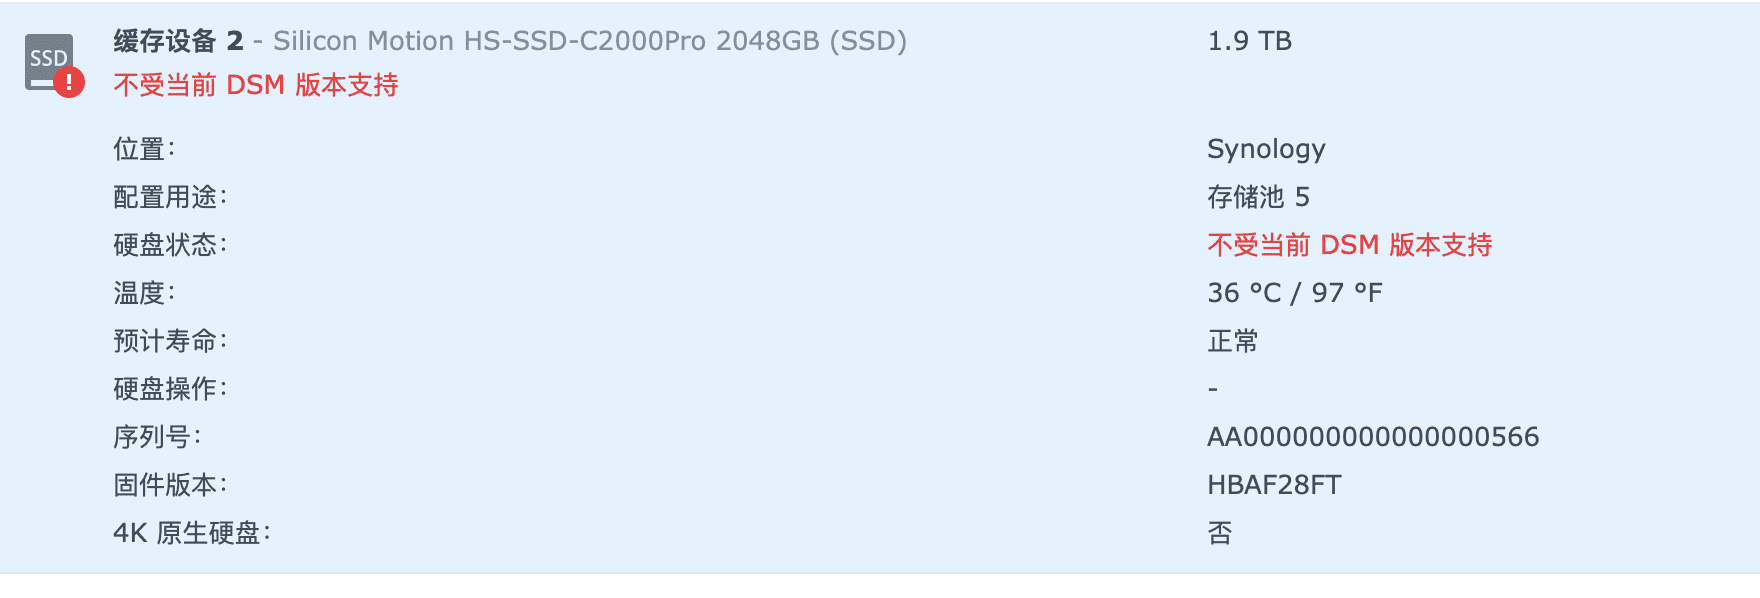 SSD
缓存设备 2 - Silicon Motion HS-SSD-C2000Pro 2048GB (SSD) 1.9 TB
不受当前 DSM 版本支持
位置: Synology
配置用途: 存储池 5
硬盘状态: 不受当前 DSM 版本支持
温度: 36 °C / 97 °F
预计寿命: 正常
硬盘操作: -
序列号: AA000000000000000566
固件版本: HBAF28FT
4K 原生硬盘: 否